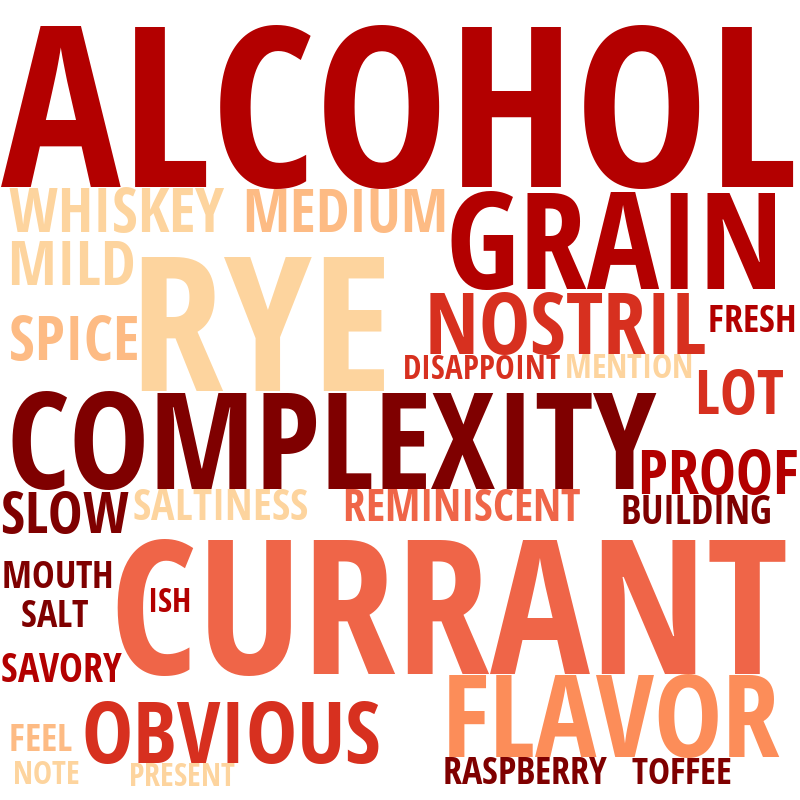 ALCOHOL
WHISKEY MEDIUM
GRAIN
MILD
RYE
NOSTRIL FRESH
SPICE
DISAPPOINT MENTION
LOT
COMPLEXITY
PROOF
SLOW SALTINESS REMINISCENT BUILDING
CURRANT
MOUTH
ISH
SALT
SAVORY
FLAVOR
OBVIOUS
FEEL
NOTE PRESENT RASPBERRY TOFFEE